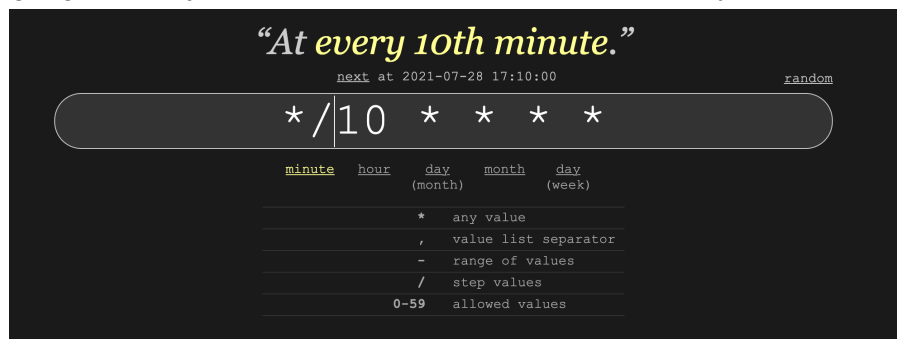 “At every 10th minute.”
next at 2021-07-28 17:10:00
random
*/10 * * * *
minute hour day (month) month day (week)
* any value
, value list separator
- range of values
/ step values
0-59 allowed values